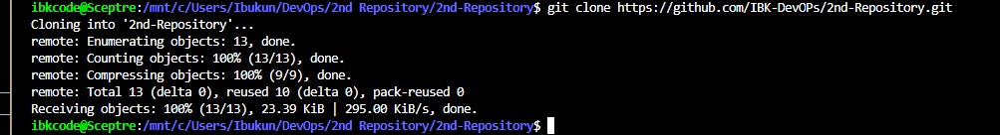 ibkcode@Sceptre:/mnt/c/Users/Ibukun/DevOps/2nd Repository/2nd-Repository$ git clone https://github.com/IBK-DevOPs/2nd-Repository.git
Cloning into '2nd-Repository'...
remote: Enumerating objects: 13, done.
remote: Counting objects: 100% (13/13), done.
remote: Compressing objects: 100% (9/9), done.
remote: Total 13 (delta 0), reused 10 (delta 0), pack-reused 0
Receiving objects: 100% (13/13), 23.39 KiB | 295.00 KiB/s, done.
ibkcode@Sceptre:/mnt/c/Users/Ibukun/DevOps/2nd Repository/2nd-Repository$